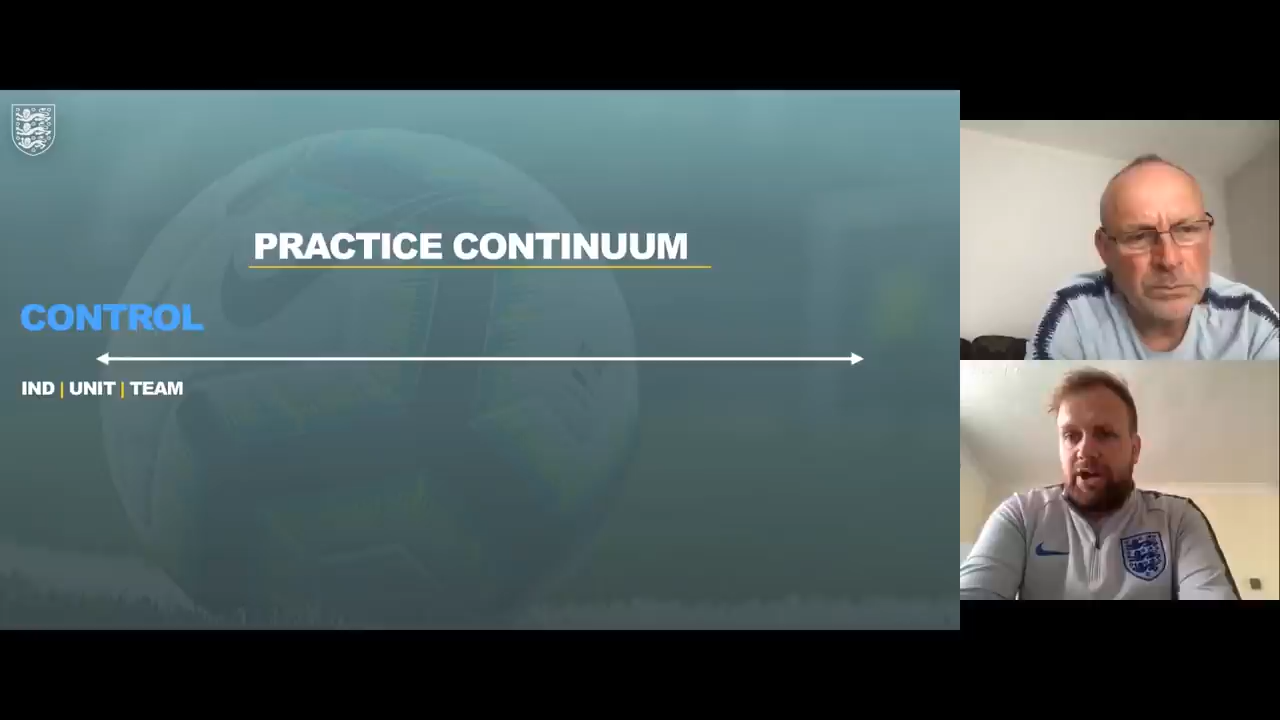 PRACTICE CONTINUUM
CONTROL
IND | UNIT | TEAM